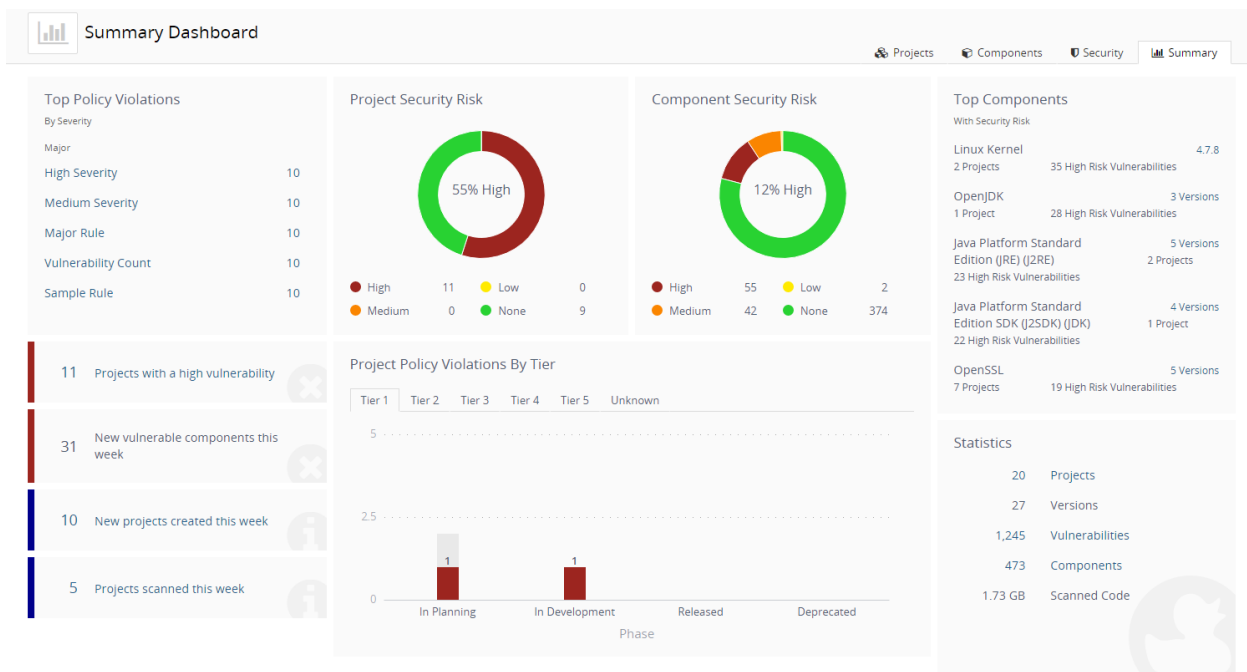 Summary Dashboard
Projects
Components
Security
Summary
Top Policy Violations
By Severity
Major
High Severity 10
Medium Severity 10
Major Rule 10
Vulnerability Count 10
Sample Rule 10
Project Security Risk
55% High
High 11 Low 0
Medium 0 None 9
Component Security Risk
12% High
High 55 Low 2
Medium 42 None 374
Top Components
With Security Risk
Linux Kernel 4.7.8
2 Projects 35 High Risk Vulnerabilities
OpenJDK 3 Versions
1 Project 28 High Risk Vulnerabilities
Java Platform Standard 5 Versions
Edition (JRE) (J2RE) 2 Projects
23 High Risk Vulnerabilities
Java Platform Standard 4 Versions
Edition SDK (J2SDK) (JDK) 1 Project
22 High Risk Vulnerabilities
OpenSSL 5 Versions
7 Projects 19 High Risk Vulnerabilities
11 Projects with a high vulnerability
31 New vulnerable components this
week
10 New projects created this week
5 Projects scanned this week
Project Policy Violations By Tier
Tier 1 Tier 2 Tier 3 Tier 4 Tier 5 Unknown
5
2.5
1 1
0
In Planning In Development Released Deprecated
Phase
Statistics
20 Projects
27 Versions
1,245 Vulnerabilities
473 Components
1.73 GB Scanned Code